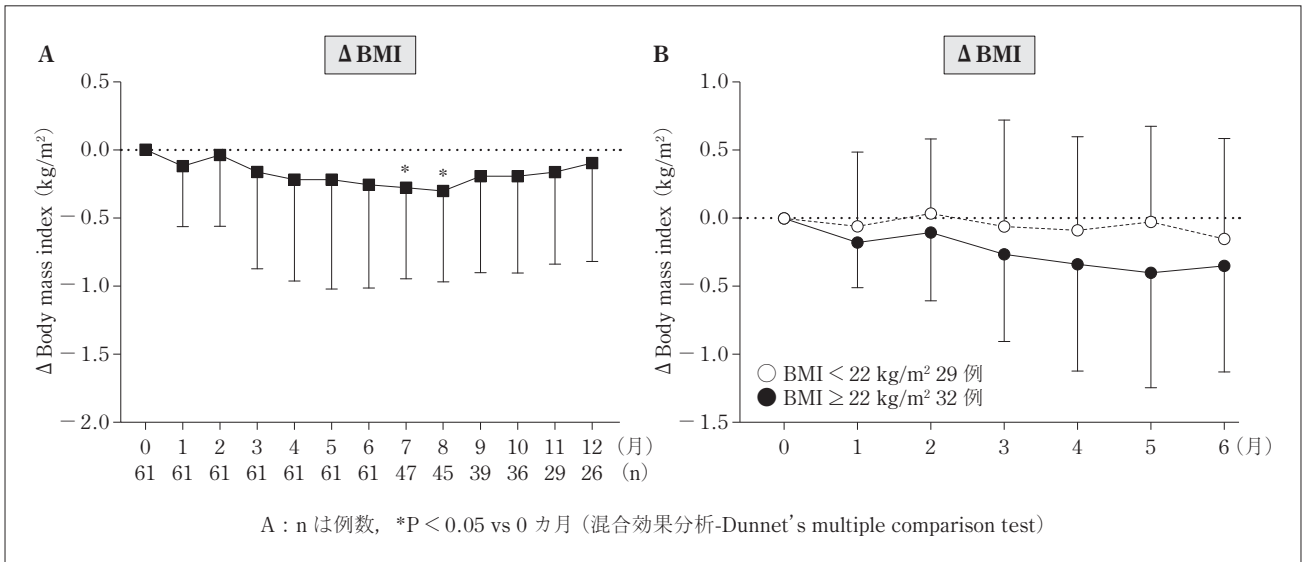 A
Δ BMI
0.5
0.0
−0.5
−1.0
−1.5
−2.0
Δ Body mass index (kg/m²)
* *
0 1 2 3 4 5 6 7 8 9 10 11 12 (月)
61 61 61 61 61 61 61 47 45 39 36 29 26 (n)
B
Δ BMI
1.0
0.5
0.0
−0.5
−1.0
−1.5
Δ Body mass index (kg/m²)
BMI < 22 kg/m² 29 例
BMI ≥ 22 kg/m² 32 例
0 1 2 3 4 5 6 (月)
A：n は例数，*P < 0.05 vs 0 カ月（混合効果分析-Dunnet’s multiple comparison test）